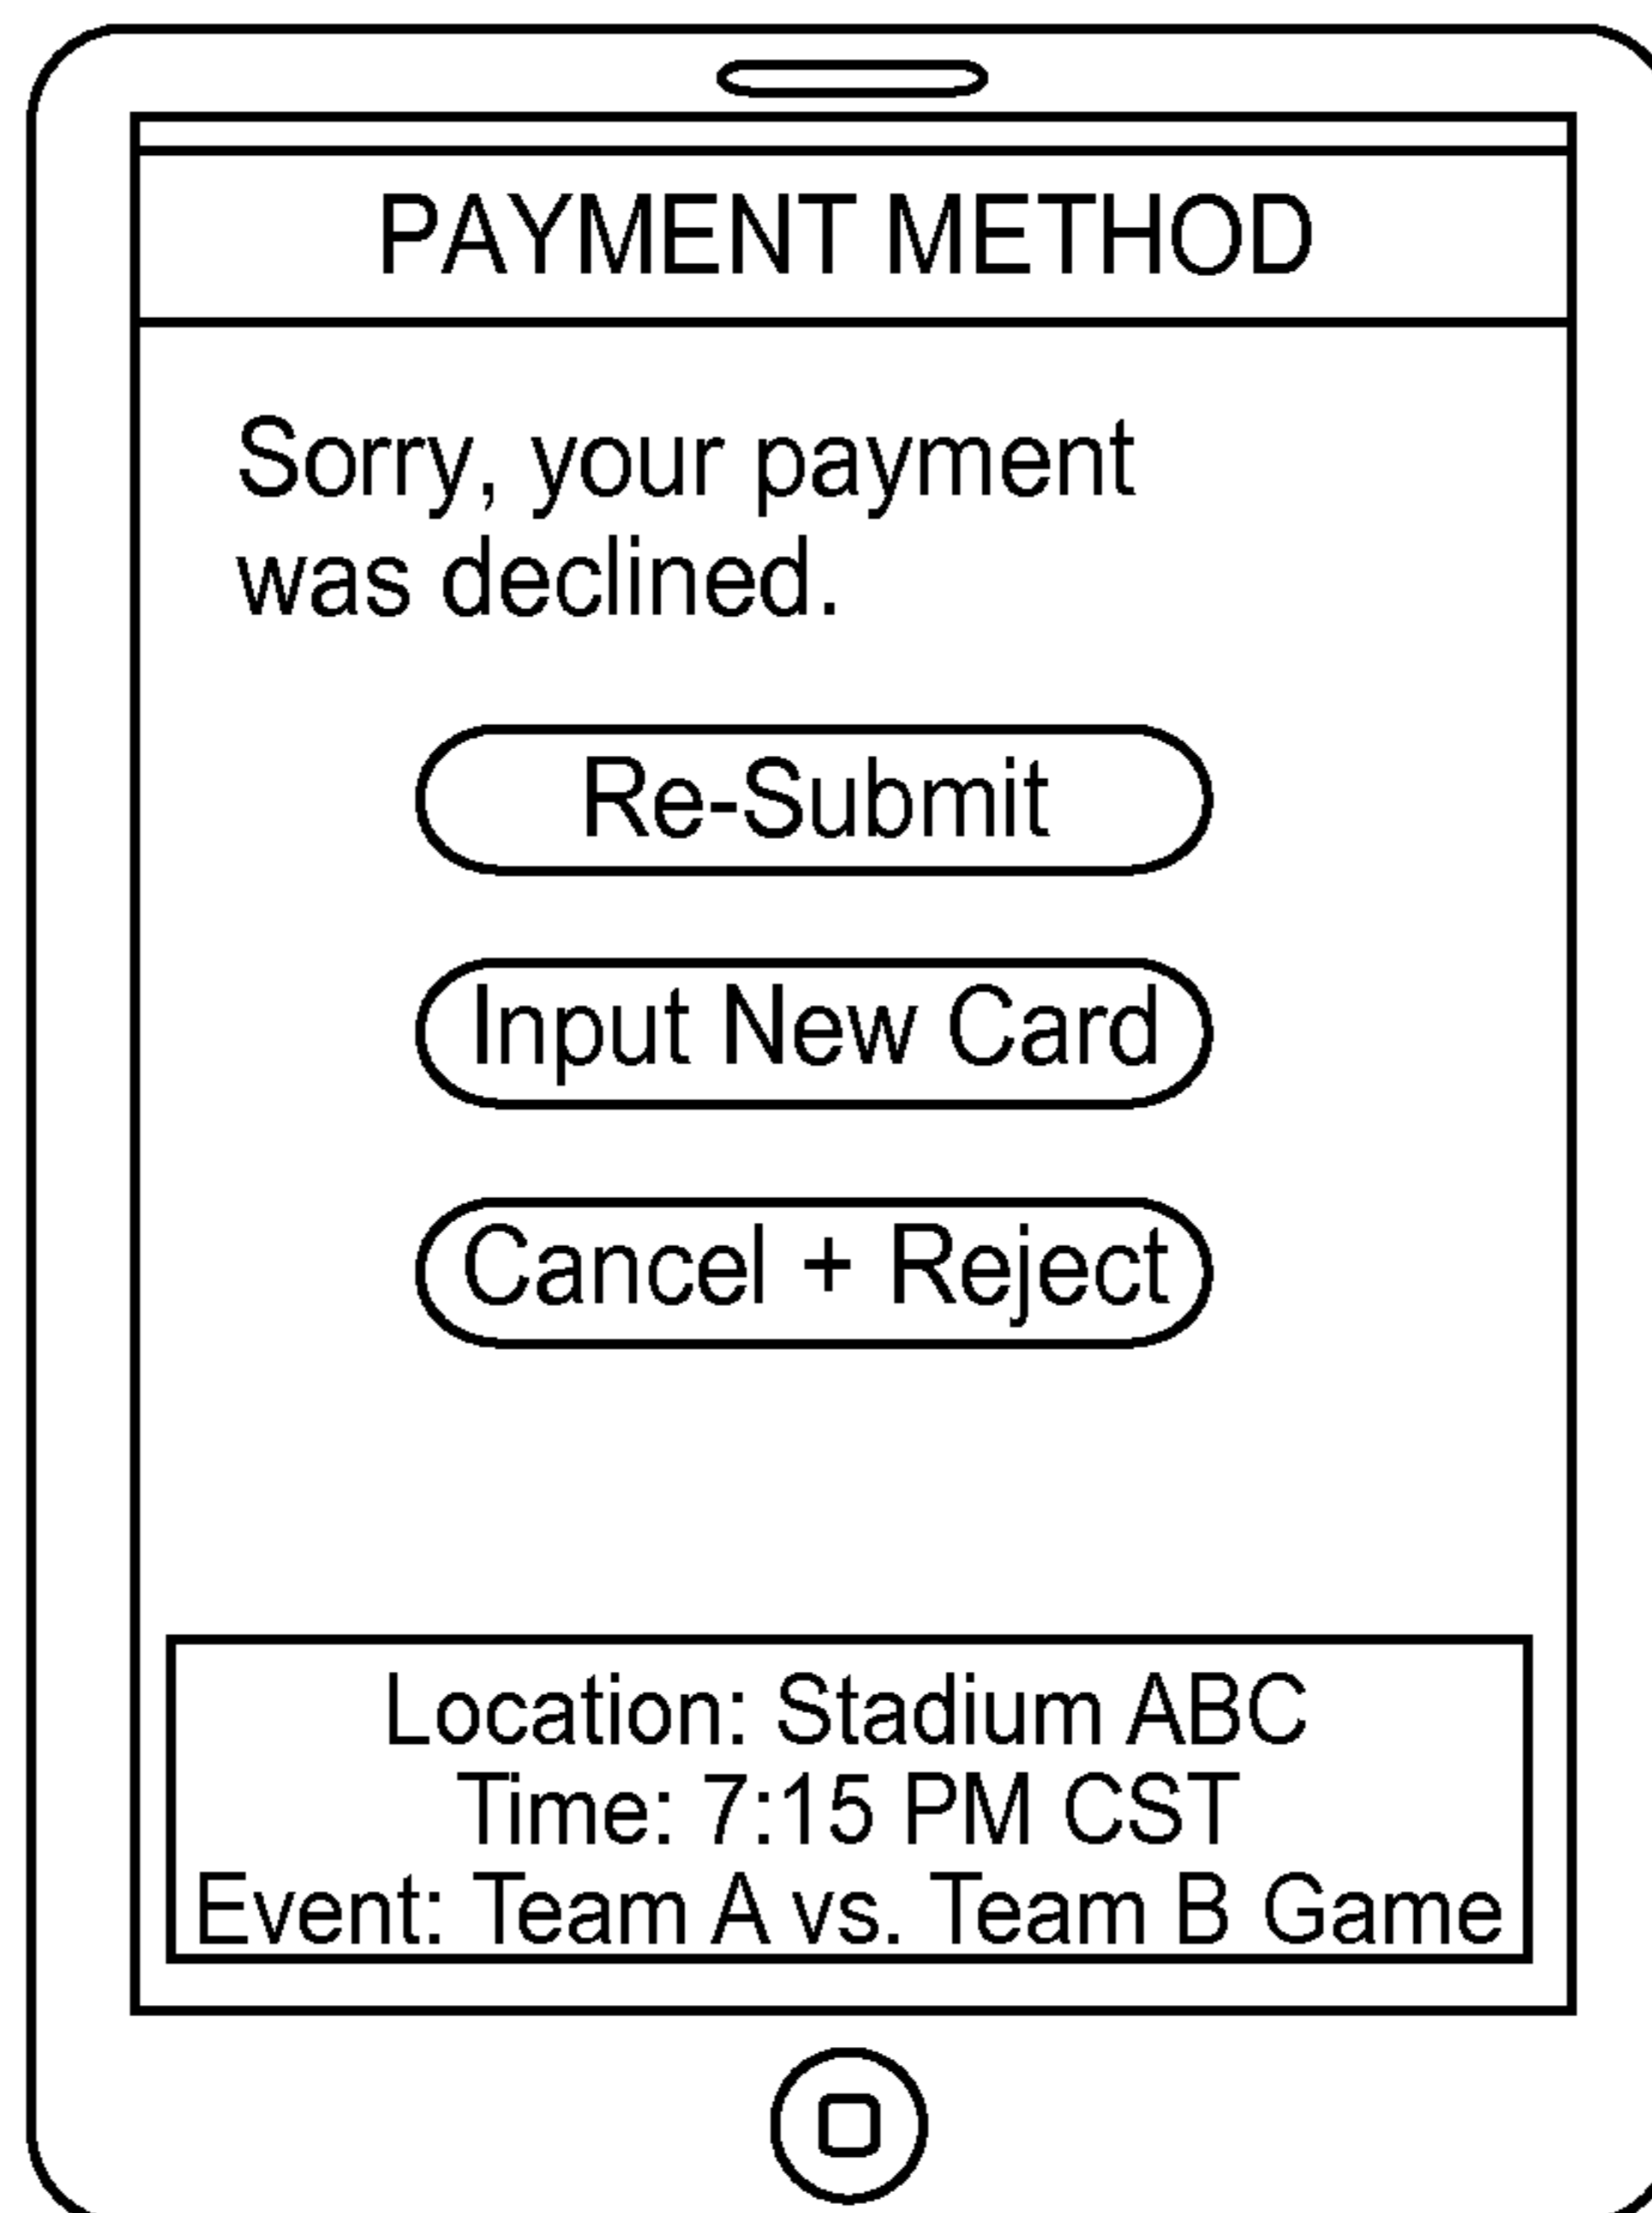 PAYMENT METHOD
Sorry, your payment
was declined.
Re-Submit
Input New Card
Cancel + Reject
Location: Stadium ABC
Time: 7:15 PM CST
Event: Team A vs. Team B Game